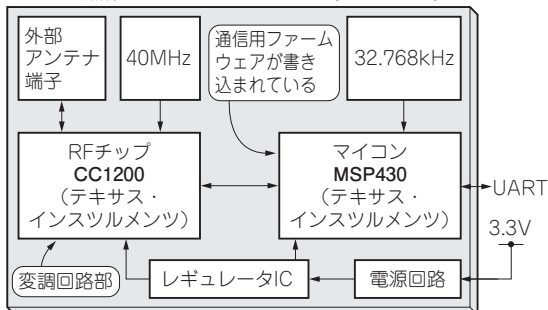 外部
アンテナ
端子
40MHz
通信用ファーム
ウェアが書き
込まれている
32.768kHz
RFチップ
CC1200
（テキサス・
インスツルメンツ）
マイコン
MSP430
（テキサス・
インスツルメンツ）
UART
3.3V
変調回路部
レギュレータIC
電源回路